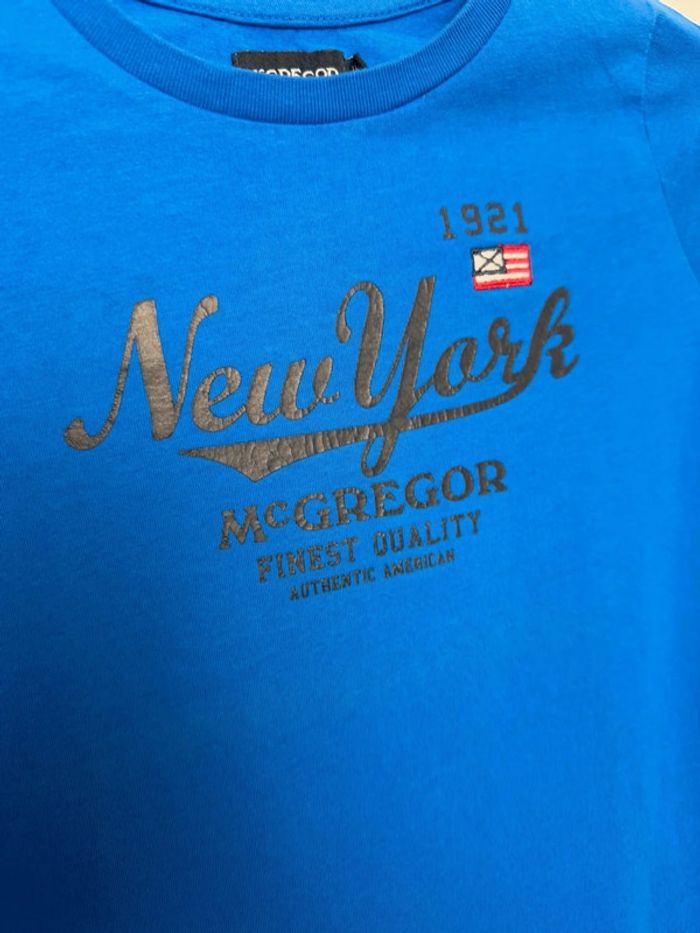 1921
New York
McGREGOR
FINEST QUALITY
AUTHENTIC AMERICAN